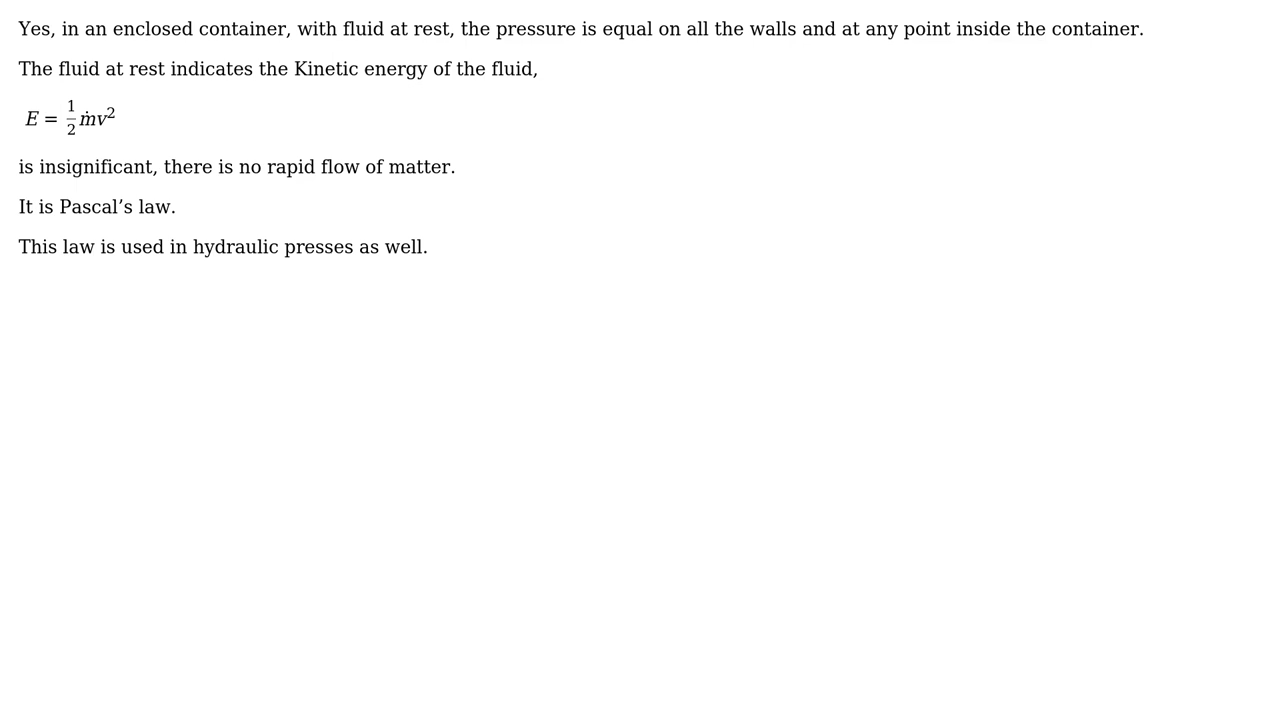 Yes, in an enclosed container, with fluid at rest, the pressure is equal on all the walls and at any point inside the container.
The fluid at rest indicates the Kinetic energy of the fluid,
E = \frac{1}{2} \dot{m}v^2
is insignificant, there is no rapid flow of matter.
It is Pascal’s law.
This law is used in hydraulic presses as well.